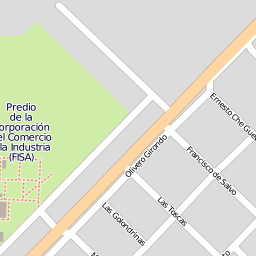 Predio
de la
orporación
el Comercio
la Industria
(FISA)
Ernesto Che Gue
Francisco de Salvo
Olivero Girondo
Las Toscas
Las Golondrinas